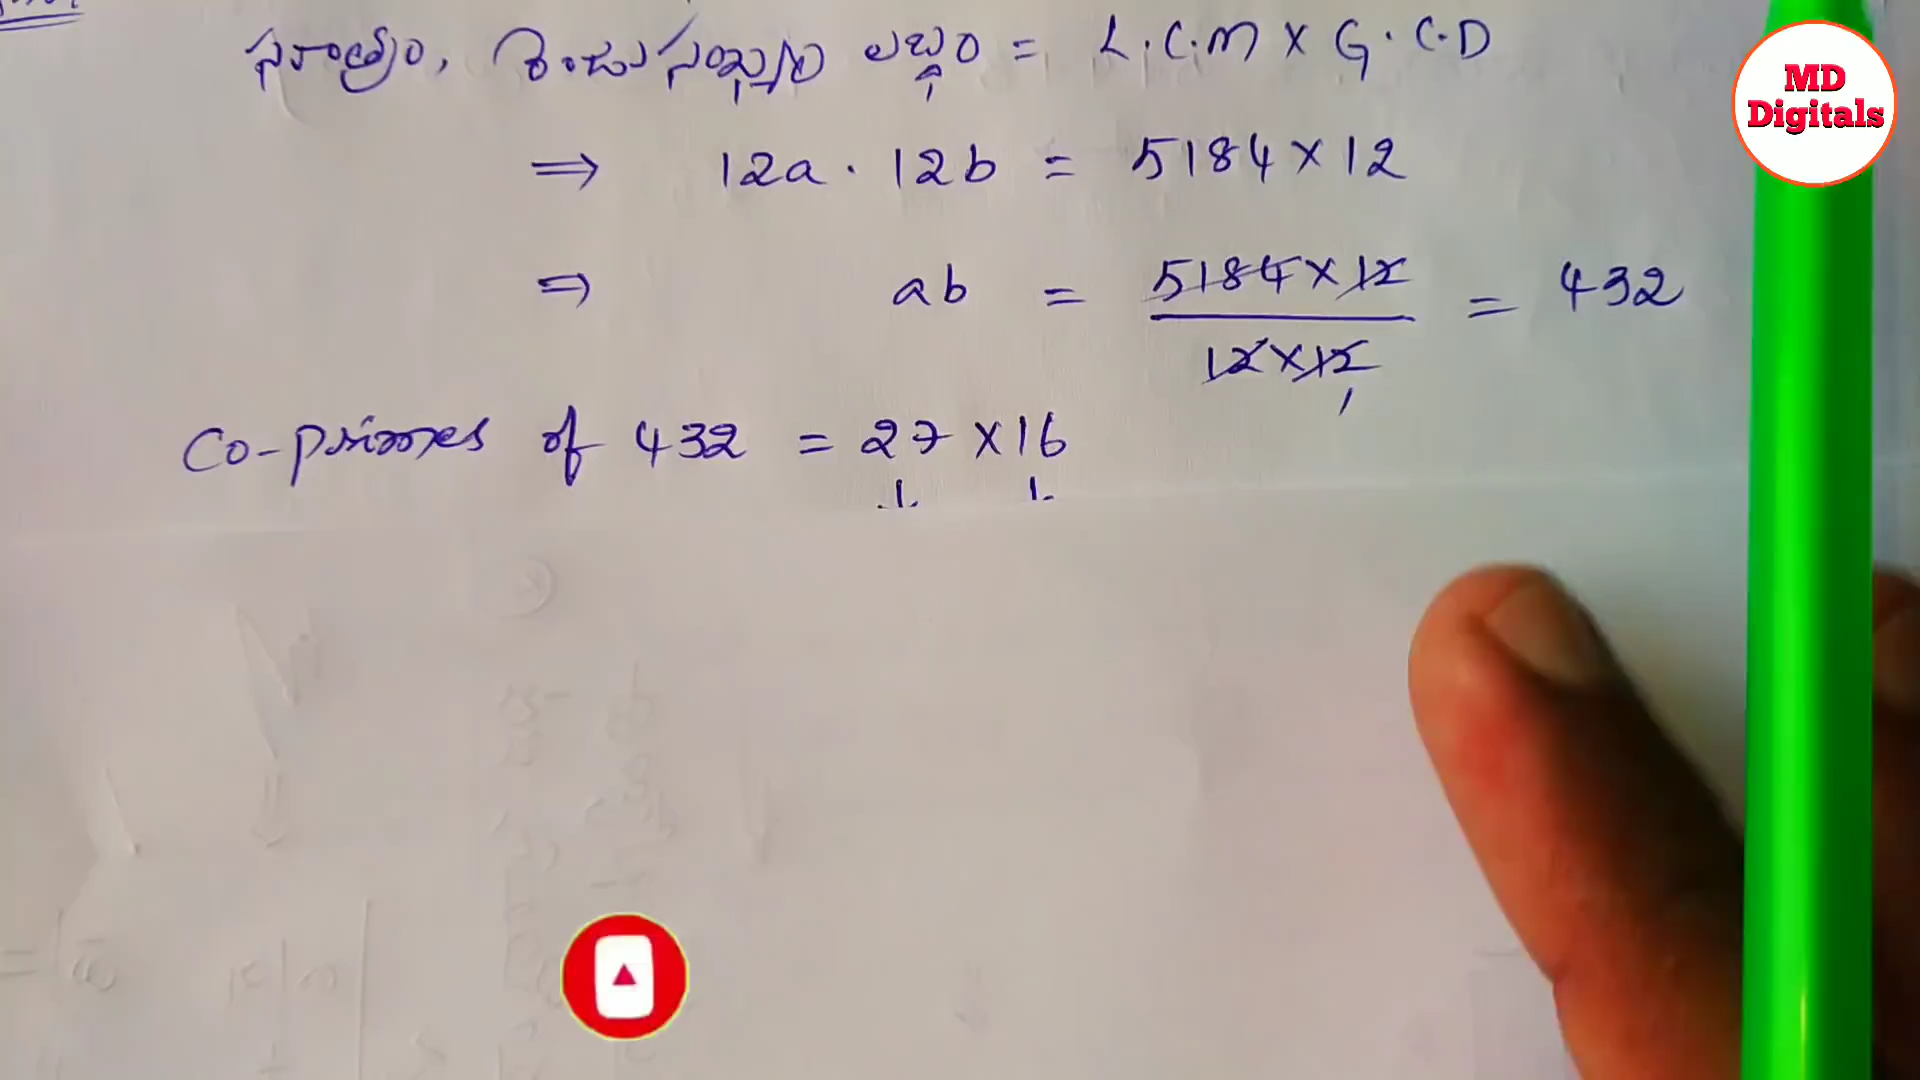 సూత్రం, రెండు సంఖ్యల లబ్దం = L.C.M × G.C.D
MD
Digitals
⇒ 12a . 12b = 5184 × 12
⇒ ab = 5184 × 12 / 12 × 12 = 432
Co-primes of 432 = 27 × 16